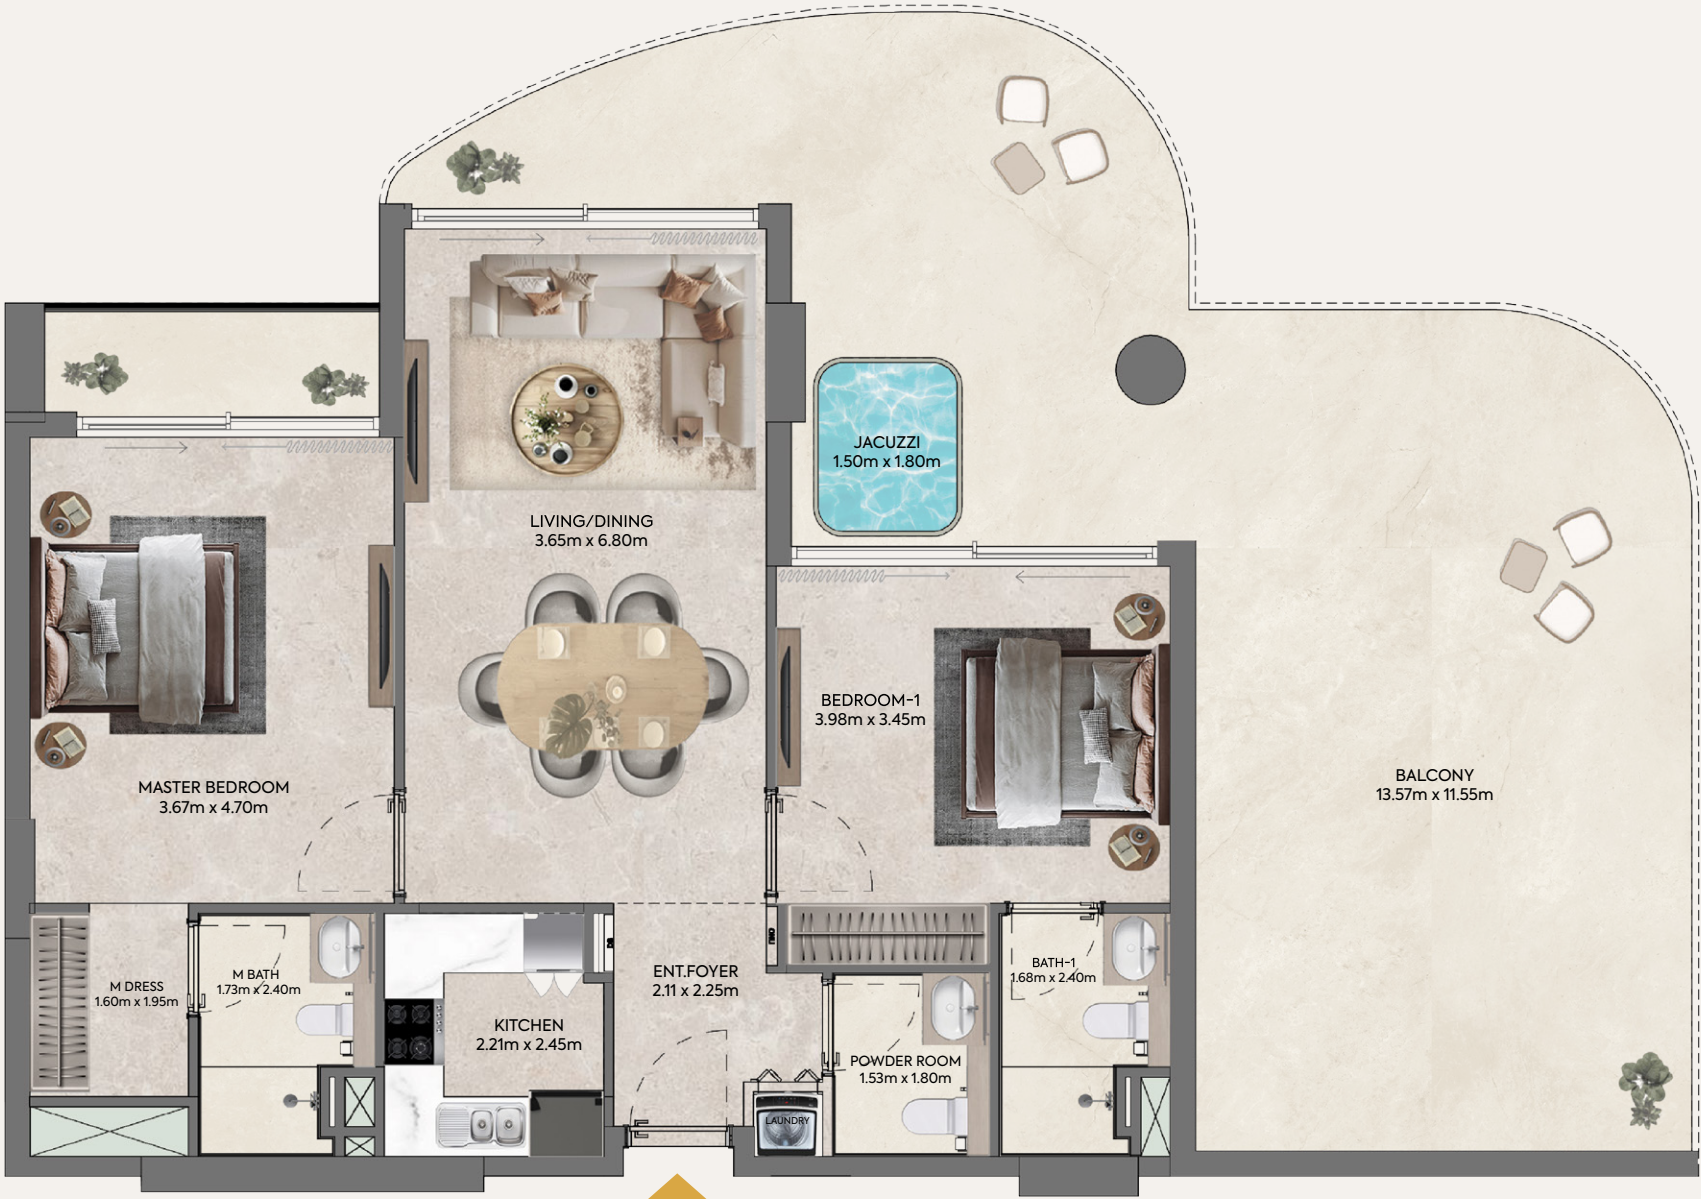 JACUZZI
1.50m x 1.80m
LIVING/DINING
3.65m x 6.80m
BEDROOM-1
3.98m x 3.45m
MASTER BEDROOM
3.67m x 4.70m
BALCONY
13.57m x 11.55m
M DRESS
1.60m x 1.95m
M BATH
1.73m x 2.40m
KITCHEN
2.21m x 2.45m
ENT.FOYER
2.11 x 2.25m
BATH-1
1.68m x 2.40m
POWDER ROOM
1.53m x 1.80m
LAUNDRY
DB